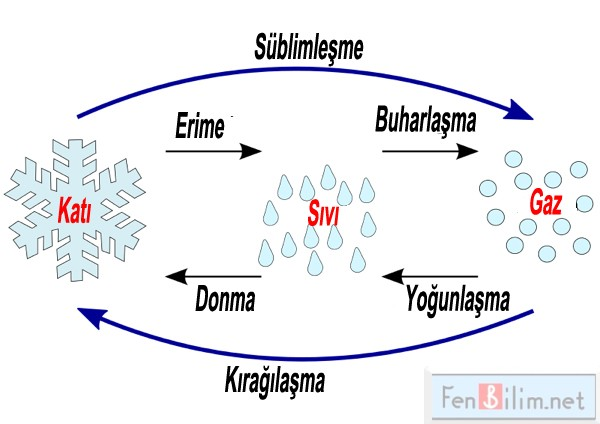 Süblimleşme
Erime
Buharlaşma
Katı
Sıvı
Gaz
Donma
Yoğunlaşma
Kırağılaşma
FenBilim.net